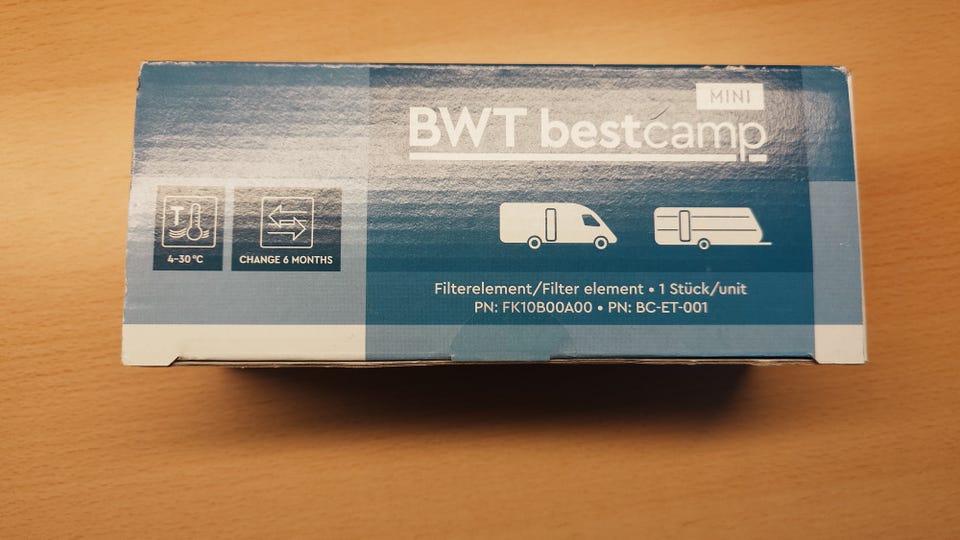 MINI
BWT bestcamp
T
4–30 °C
CHANGE 6 MONTHS
Filterelement/Filter element • 1 Stück/unit
PN: FK10B00A00 • PN: BC-ET-001